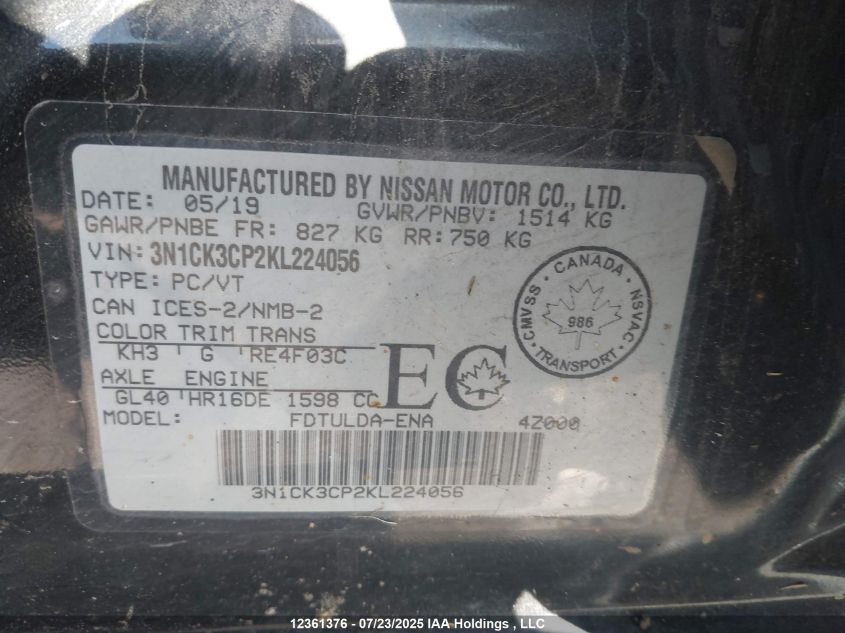 MANUFACTURED BY NISSAN MOTOR CO., LTD.
DATE: 05/19 GVWR/PNBV: 1514 KG
GAWR/PNBE FR: 827 KG RR: 750 KG
VIN: 3N1CK3CP2KL224056
TYPE: PC/VT
CAN ICES-2/NMB-2
COLOR TRIM TRANS
KH3 G RE4F03C
AXLE ENGINE
GL40 HR16DE 1598 CC
MODEL: FDTULDA-ENA 4Z000
3N1CK3CP2KL224056
EC
CANADA
CMVSS NSVAC
986
TRANSPORT
12361376 - 07/23/2025 IAA Holdings , LLC